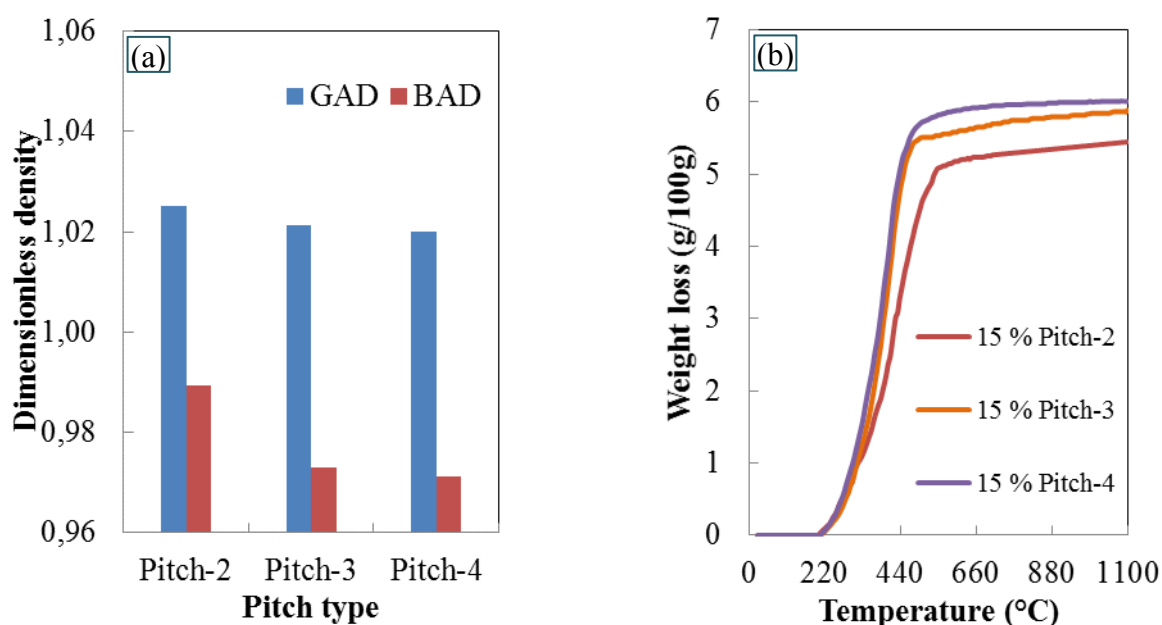 (a)
GAD BAD
Dimensionless density
1,06
1,04
1,02
1,00
0,98
0,96
Pitch-2 Pitch-3 Pitch-4
Pitch type
(b)
Weight loss (g/100g)
7
6
5
4
3
2
1
0
15 % Pitch-2
15 % Pitch-3
15 % Pitch-4
0 220 440 660 880 1100
Temperature (°C)